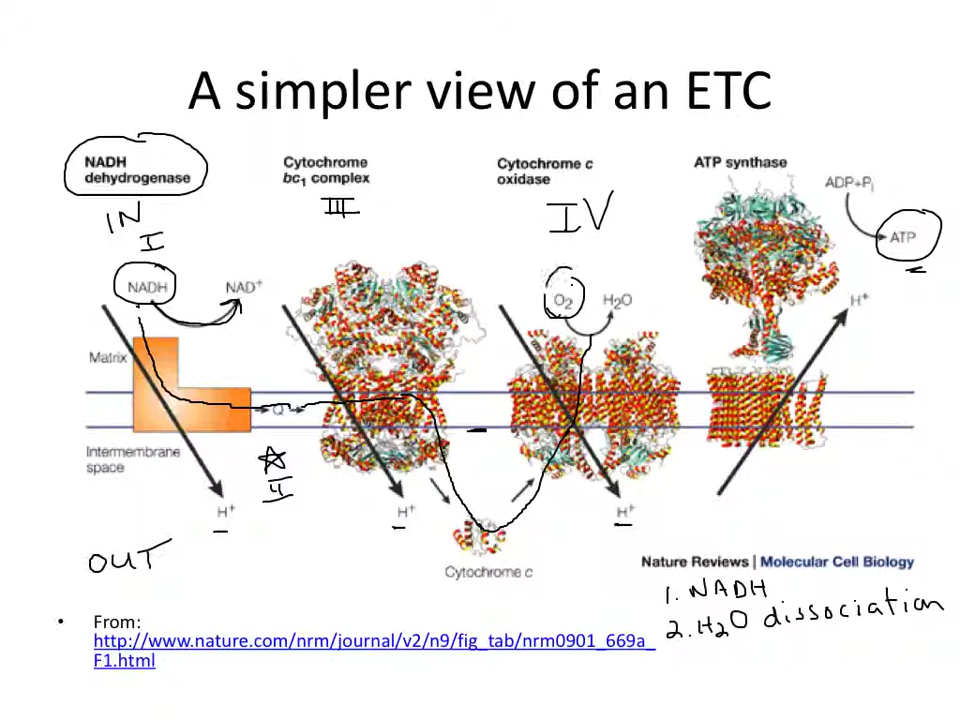 A simpler view of an ETC
NADH
dehydrogenase
Cytochrome
bc1 complex
Cytochrome c
oxidase
ATP synthase
ADP+Pi
ATP
IN
I
III
IV
NADH
NAD+
O2
H2O
H+
Matrix
Q
Intermembrane
space
II
H+
H+
H+
OUT
Cytochrome c
Nature Reviews | Molecular Cell Biology
1. NADH
2. H2O dissociation
• From:
http://www.nature.com/nrm/journal/v2/n9/fig_tab/nrm0901_669a_
F1.html